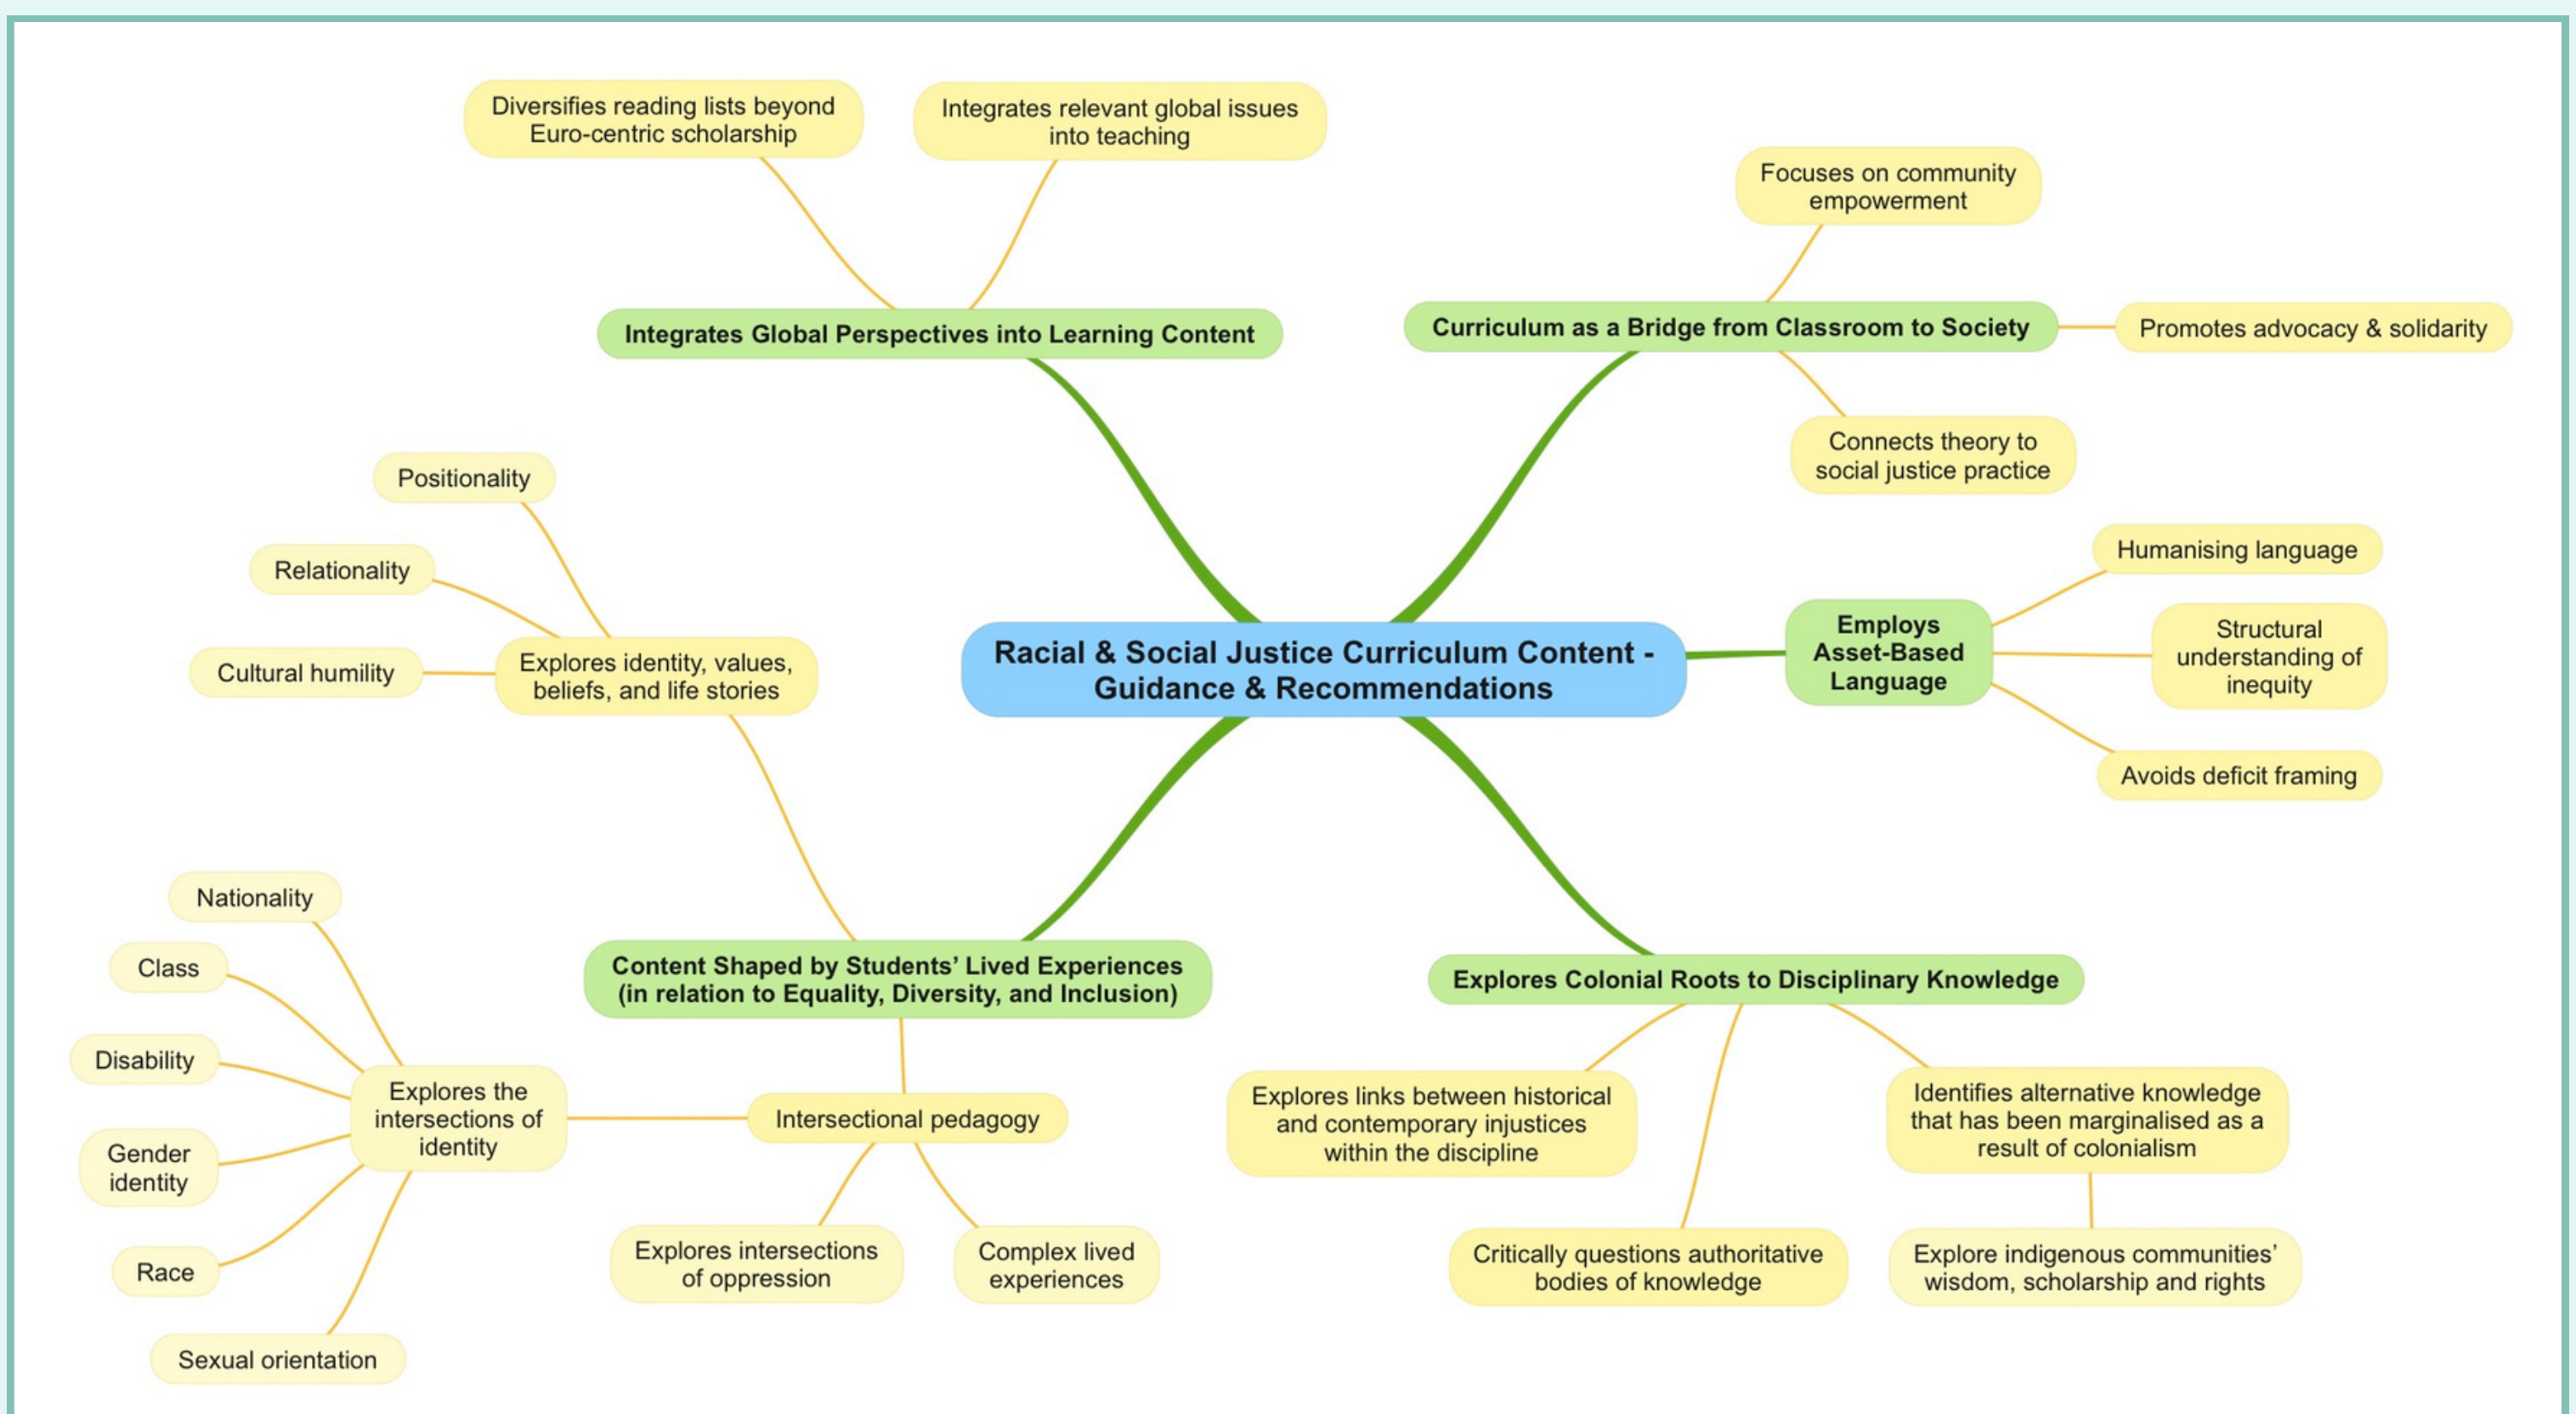 Diversifies reading lists beyond
Euro-centric scholarship
Integrates relevant global issues
into teaching
Integrates Global Perspectives into Learning Content
Focuses on community
empowerment
Curriculum as a Bridge from Classroom to Society
Promotes advocacy & solidarity
Connects theory to
social justice practice
Positionality
Relationality
Cultural humility
Explores identity, values,
beliefs, and life stories
Racial & Social Justice Curriculum Content -
Guidance & Recommendations
Employs
Asset-Based
Language
Humanising language
Structural
understanding of
inequity
Avoids deficit framing
Content Shaped by Students’ Lived Experiences
(in relation to Equality, Diversity, and Inclusion)
Nationality
Class
Disability
Gender
identity
Race
Sexual orientation
Explores the
intersections of
identity
Intersectional pedagogy
Explores intersections
of oppression
Complex lived
experiences
Explores Colonial Roots to Disciplinary Knowledge
Explores links between historical
and contemporary injustices
within the discipline
Critically questions authoritative
bodies of knowledge
Identifies alternative knowledge
that has been marginalised as a
result of colonialism
Explore indigenous communities’
wisdom, scholarship and rights